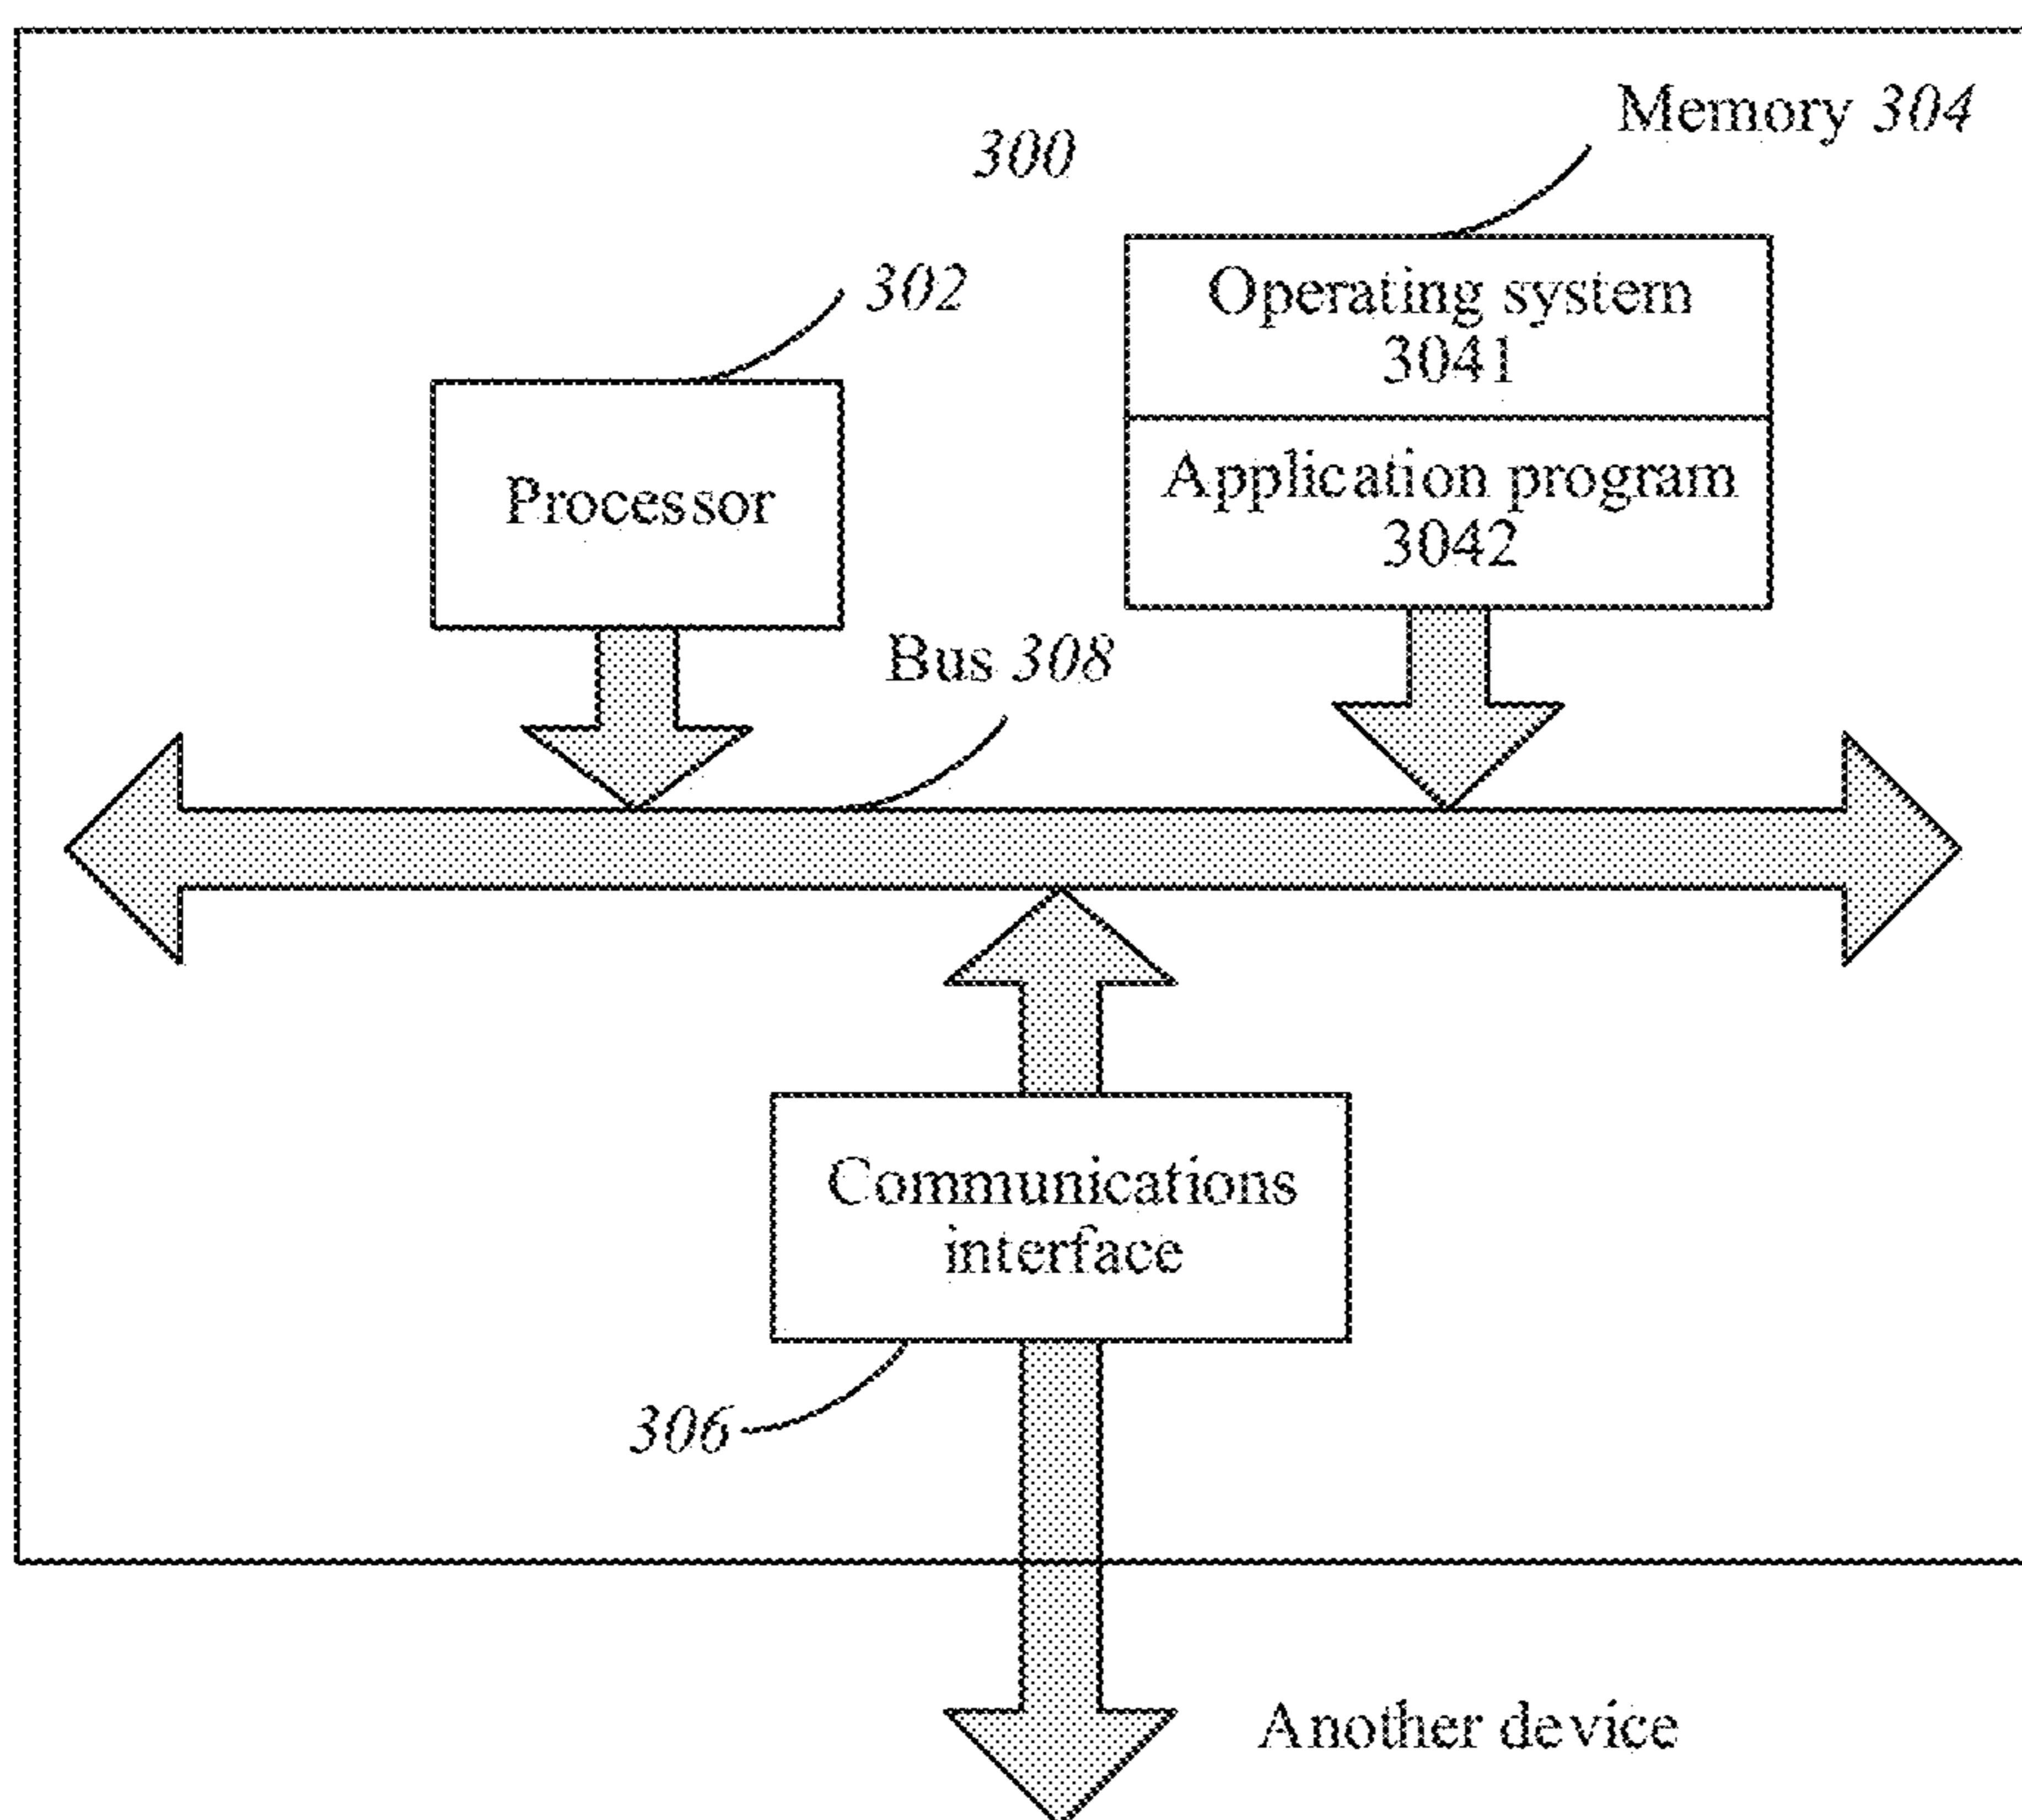 Memory 304
300
302
Operating system
3041
Application program
3042
Processor
Bus 308
Communications
interface
306
Another device